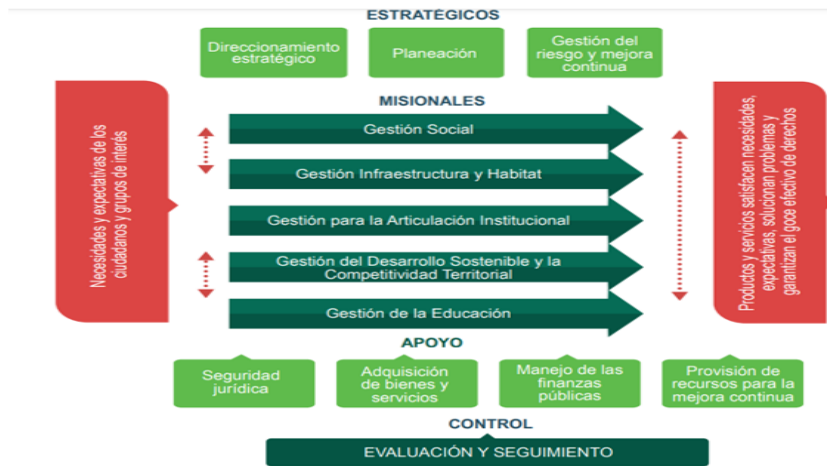 ESTRATÉGICOS
Direccionamiento
estratégico
Planeación
Gestión del
riesgo y mejora
continua
MISIONALES
Necesidades y expectativas de los
ciudadanos y grupos de interés
Gestión Social
Gestión Infraestructura y Habitat
Gestión para la Articulación Institucional
Gestión del Desarrollo Sostenible y la
Competitividad Territorial
Gestión de la Educación
Productos y servicios satisfacen necesidades,
expectativas, solucionan problemas y
garantizan el goce efectivo de derechos
APOYO
Seguridad
jurídica
Adquisición
de bienes y
servicios
Manejo de las
finanzas
públicas
Provisión de
recursos para la
mejora continua
CONTROL
EVALUACIÓN Y SEGUIMIENTO